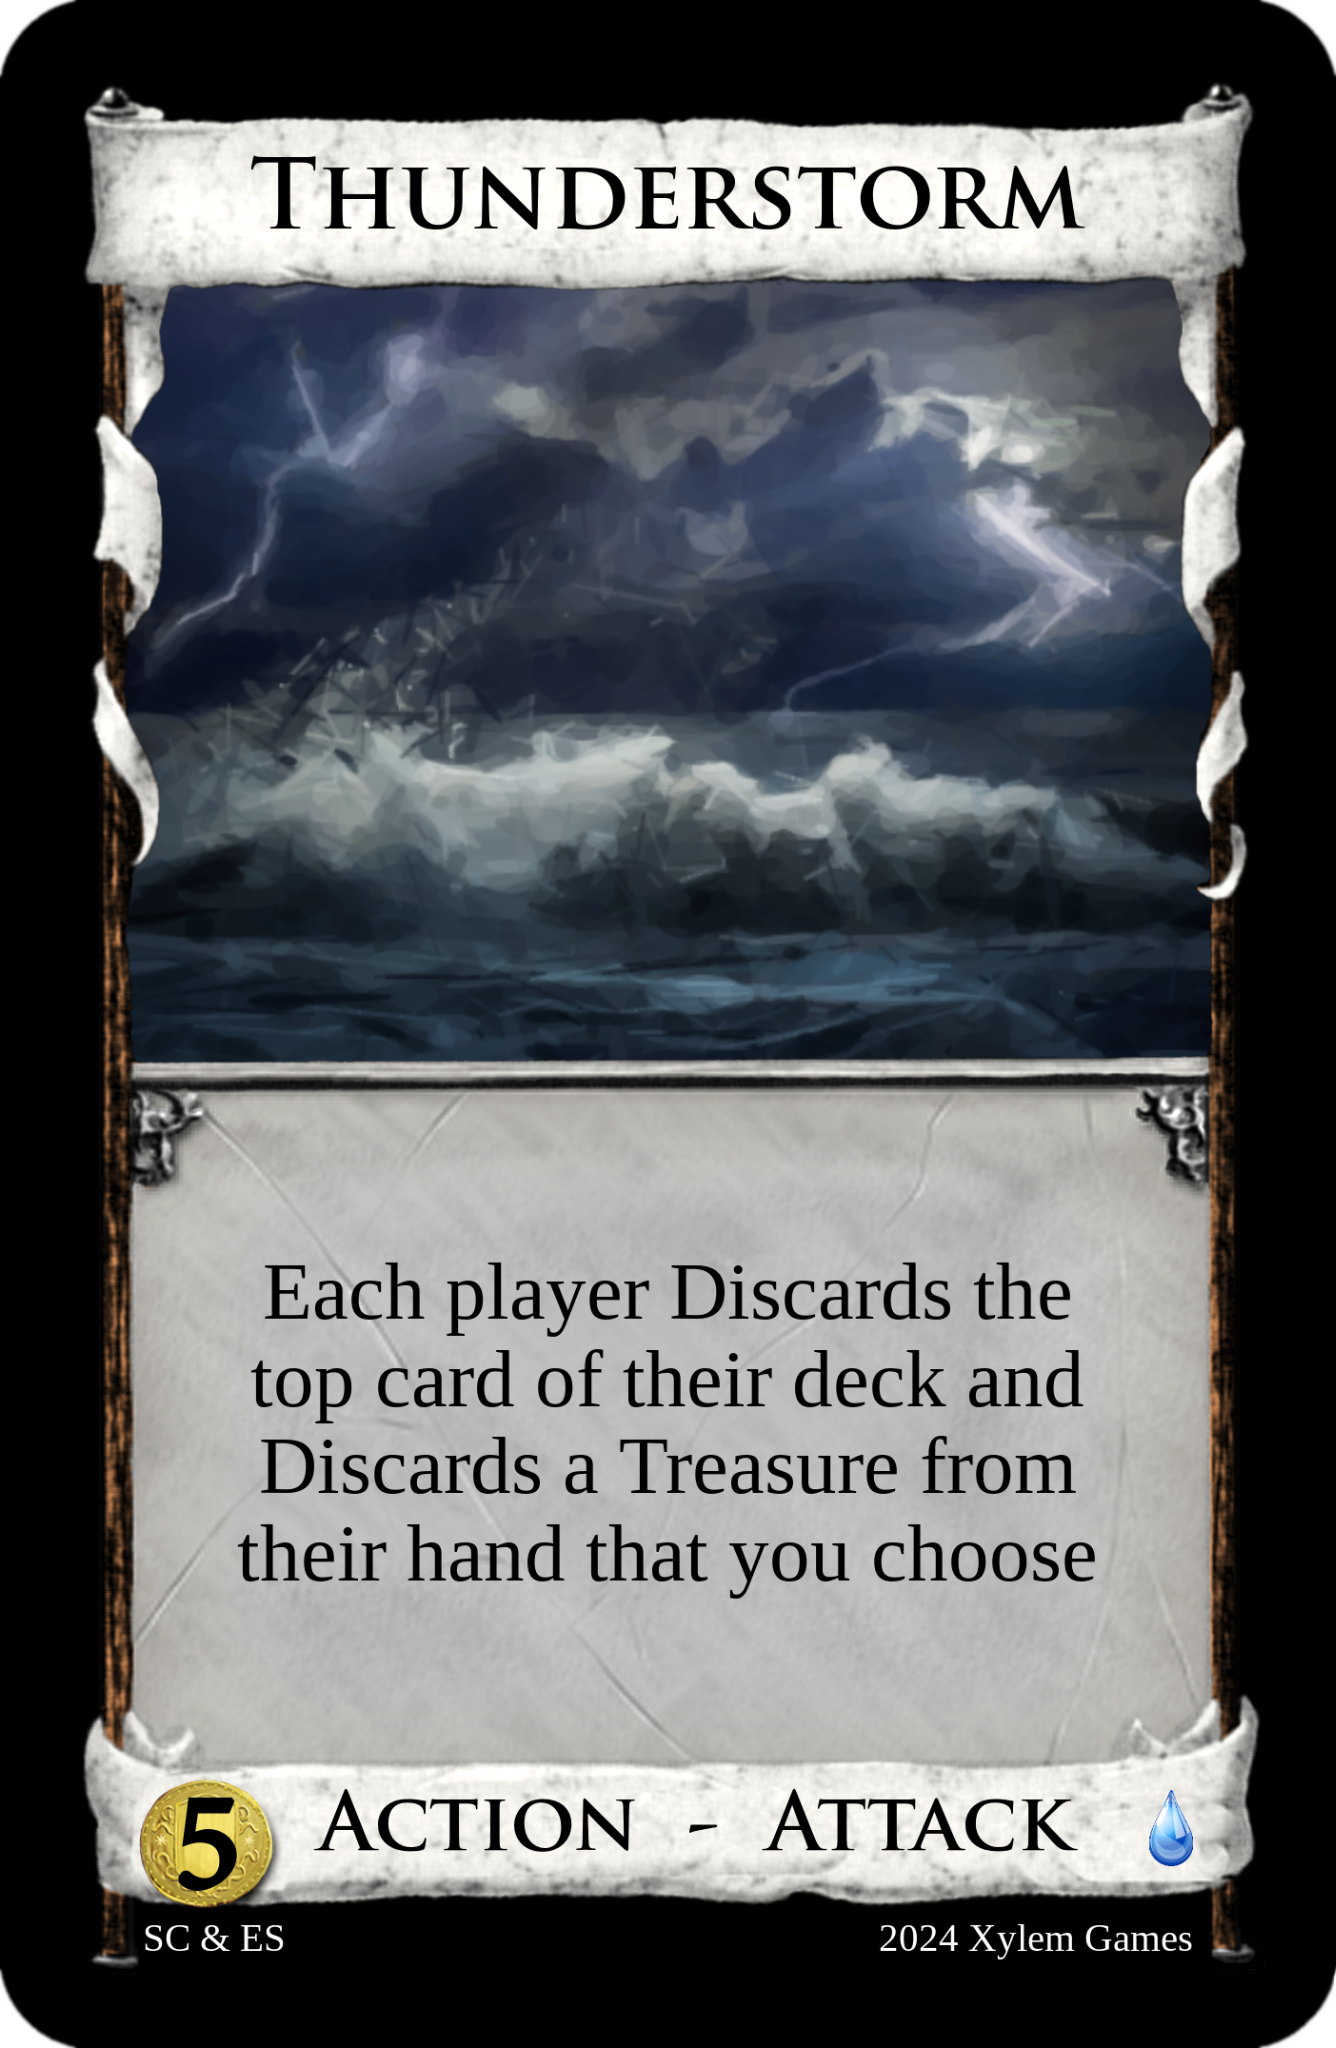 Thunderstorm
Each player Discards the
top card of their deck and
Discards a Treasure from
their hand that you choose
5 Action - Attack
SC & ES 2024 Xylem Games